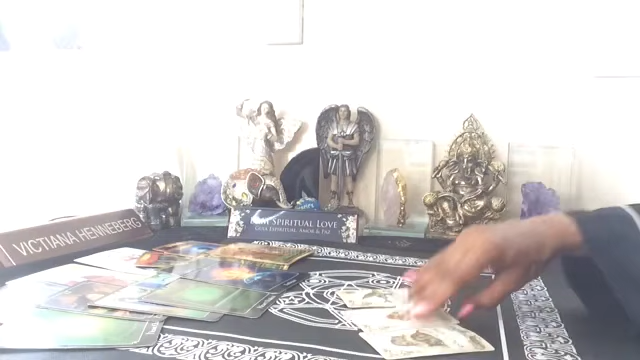 VICTIANA HENNEBERG
SPIRITUAL LOVE
GUIA ESPIRITUAL, AMOR & PAZ